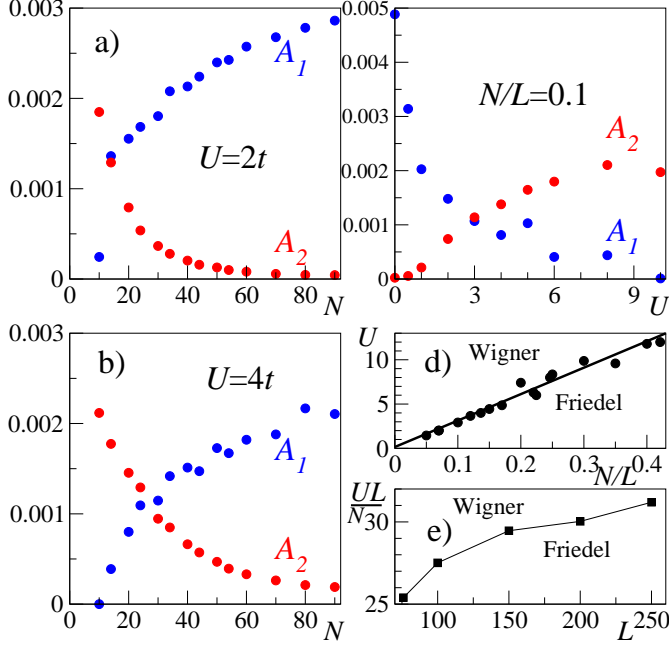 a)
0.003
0.002
0.001
0
0 20 40 60 80 N
A1
U=2t
A2
0.005
0.004
0.003
0.002
0.001
0
0 3 6 9 U
N/L=0.1
A2
A1
b)
0.003
0.002
0.001
0
0 20 40 60 80 N
U=4t
A1
A2
U
10
5
0
0 0.1 0.2 0.3 0.4
N/L
d)
Wigner
Friedel
UL/N
30
25
100 150 200 250
L
e)
Wigner
Friedel